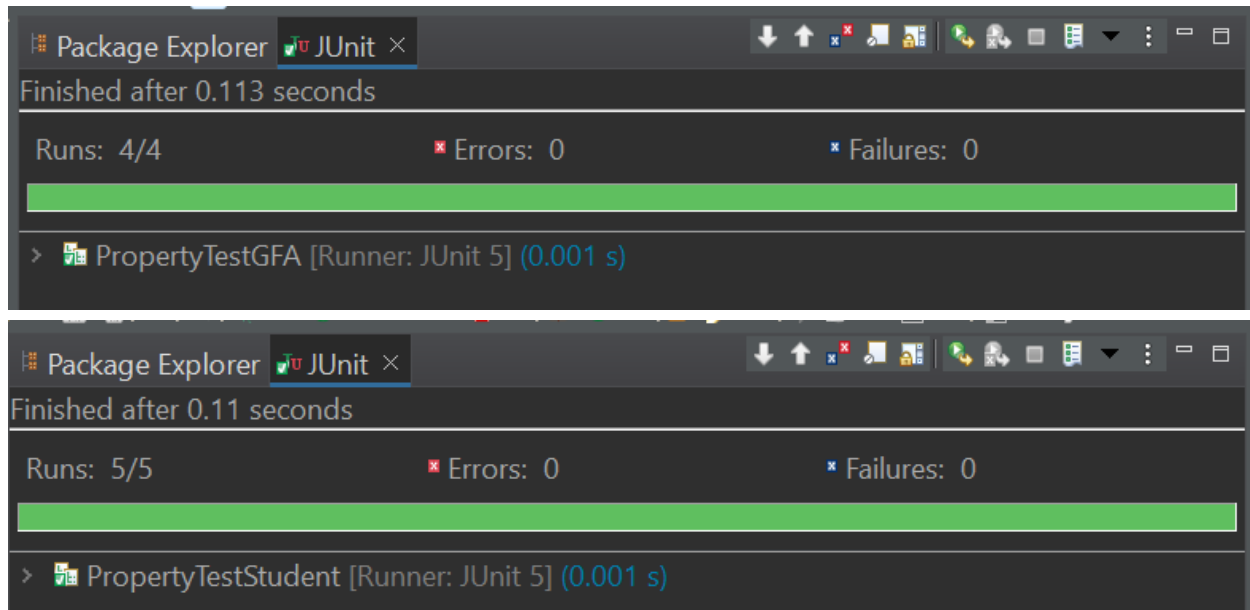 Package Explorer JUnit
Finished after 0.113 seconds
Runs: 4/4 Errors: 0 Failures: 0
PropertyTestGFA [Runner: JUnit 5] (0.001 s)
Package Explorer JUnit
Finished after 0.11 seconds
Runs: 5/5 Errors: 0 Failures: 0
PropertyTestStudent [Runner: JUnit 5] (0.001 s)